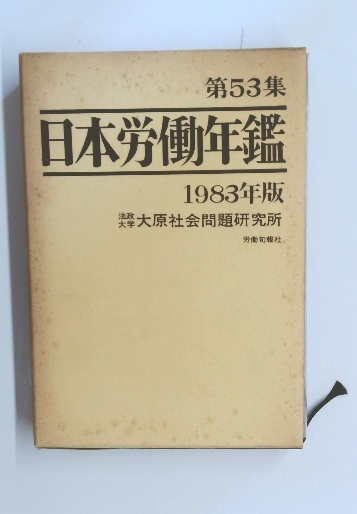 第53集
日本労働年鑑
1983年版
法政大学 大原社会問題研究所
労働旬報社